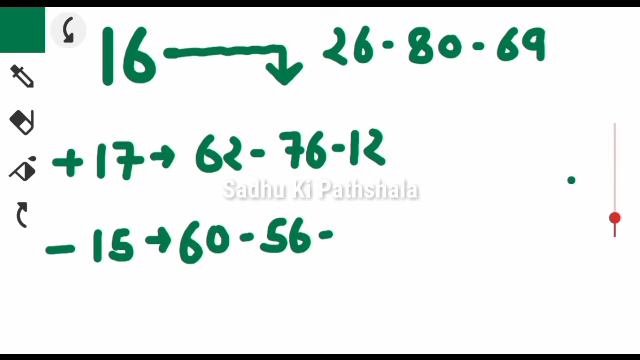 16 → 26 - 80 - 69
+ 17 → 62 - 76 - 12
Sadhu Ki Pathshala
- 15 → 60 - 56 -